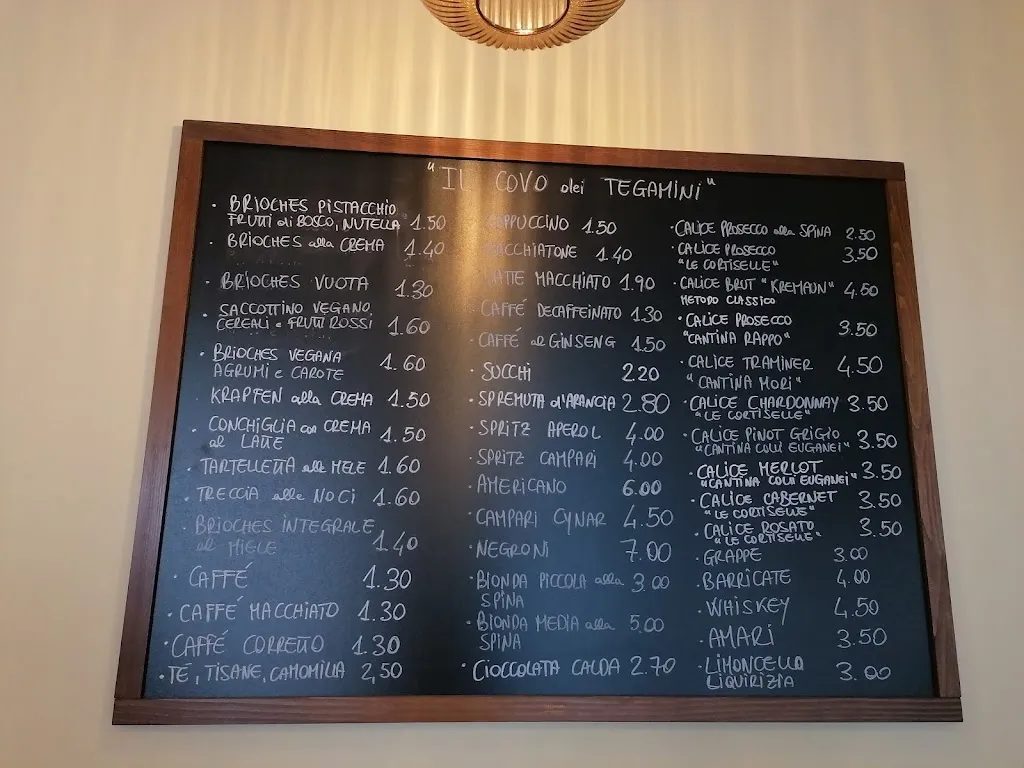 "IL COVO dei TEGAMINI"
· BRIOCHES PISTACCHIO
FRUTTI di BOSCO, NUTELLA 1.50
· BRIOCHES alla CREMA 1.40
· BRIOCHES VUOTA 1.30
· SACCOTTINO VEGANO
CEREALI e FRUTTI ROSSI 1.60
· BRIOCHES VEGANA
AGRUMI e CAROTE 1.60
· KRAPFEN alla CREMA 1.50
· CONCHIGLIA con CREMA
al LATTE 1.50
· TARTELLETTA alle MELE 1.60
· TRECCIA alle NOCI 1.60
· BRIOCHES INTEGRALE
al MIELE 1.40
· CAFFÉ 1.30
· CAFFÉ MACCHIATO 1.30
· CAFFÉ CORRETTO 1.30
· TÉ, TISANE, CAMOMILLA 2,50
CAPPUCCINO 1.50
MACCHIATONE 1.40
LATTE MACCHIATO 1.90
CAFFÉ DECAFFEINATO 1.30
· CAFFÉ al GINSENG 1.50
· SUCCHI 2.20
· SPREMUTA d'ARANCIA 2.80
· SPRITZ APEROL 4.00
· SPRITZ CAMPARI 4.00
· AMERICANO 6.00
· CAMPARI CYNAR 4.50
· NEGRONI 7.00
· BIONDA PICCOLA alla 3.00
SPINA
· BIONDA MEDIA alla 5.00
SPINA
· CIOCCOLATA CALDA 2.70
· CALICE PROSECCO alla SPINA 2.50
· CALICE PROSECCO 3.50
"LE CORTISELLE"
· CALICE BRUT "KREMAUN" 4.50
METODO CLASSICO
· CALICE PROSECCO 3.50
"CANTINA RAPPO"
· CALICE TRAMINER 4.50
"CANTINA MORI"
· CALICE CHARDONNAY 3.50
"LE CORTISELLE"
· CALICE PINOT GRIGIO 3.50
"CANTINA COLLI EUGANEI"
· CALICE MERLOT 3.50
"CANTINA COLLI EUGANEI"
· CALICE CABERNET 3.50
"LE CORTISELLE"
· CALICE ROSATO 3.50
"LE CORTISELLE"
· GRAPPE 3.00
· BARRICATE 4.00
· WHISKEY 4.50
· AMARI 3.50
· LIMONCELLO 3.00
LIQUIRIZIA